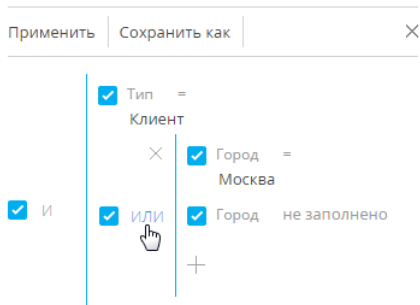 Применить Сохранить как
Тип =
Клиент
Город =
Москва
И ИЛИ Город не заполнено